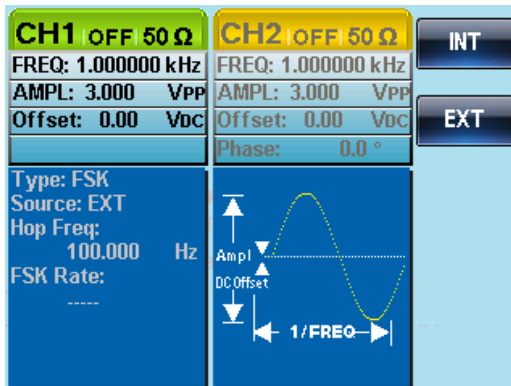 CH1 OFF 50 Ω
FREQ: 1.000000 kHz
AMPL: 3.000 VPP
Offset: 0.00 VDC
Type: FSK
Source: EXT
Hop Freq:
100.000 Hz
FSK Rate:
-----
CH2 OFF 50 Ω
FREQ: 1.000000 kHz
AMPL: 3.000 VPP
Offset: 0.00 VDC
Phase: 0.0 °
Ampl
DC Offset
1/FREQ
INT
EXT